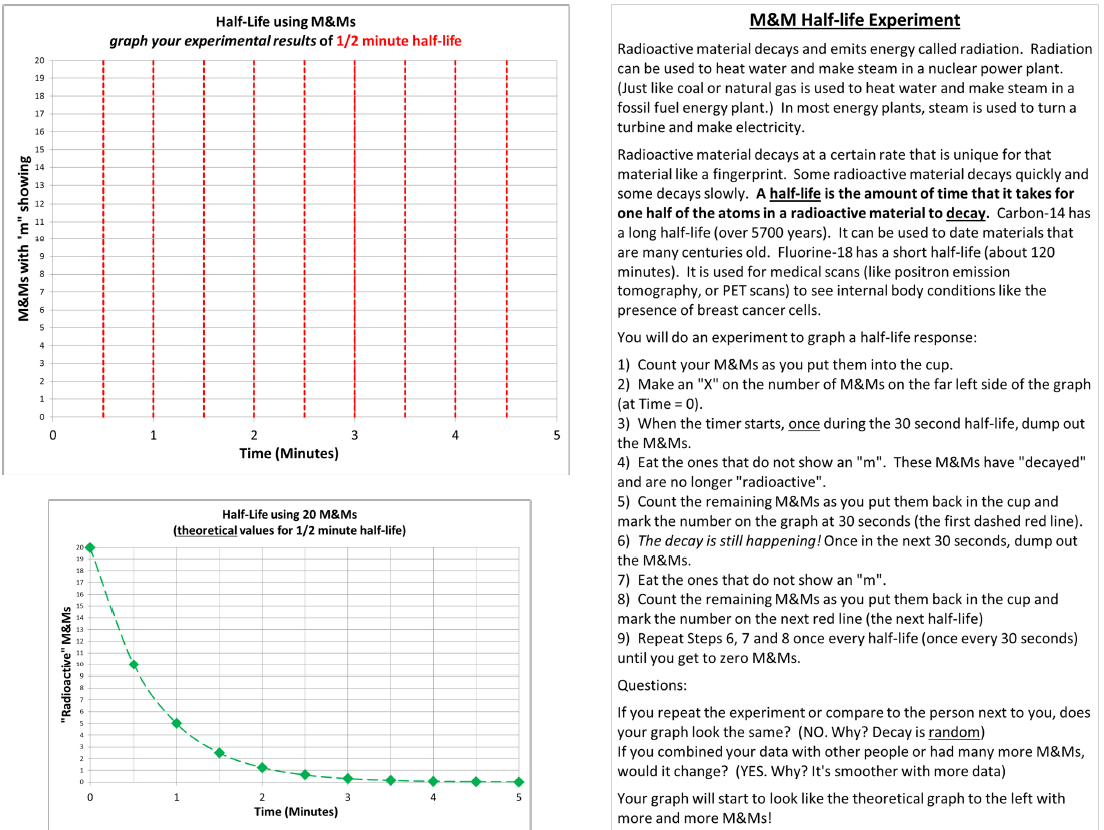 Half-Life using M&Ms
graph your experimental results of 1/2 minute half-life
M&Ms with "m" showing
20
19
18
17
16
15
14
13
12
11
10
9
8
7
6
5
4
3
2
1
0
0 1 2 3 4 5
Time (Minutes)
Half-Life using 20 M&Ms
(theoretical values for 1/2 minute half-life)
"Radioactive" M&Ms
20
19
18
17
16
15
14
13
12
11
10
9
8
7
6
5
4
3
2
1
0
0 1 2 3 4 5
Time (Minutes)
M&M Half-life Experiment
Radioactive material decays and emits energy called radiation. Radiation
can be used to heat water and make steam in a nuclear power plant.
(Just like coal or natural gas is used to heat water and make steam in a
fossil fuel energy plant.) In most energy plants, steam is used to turn a
turbine and make electricity.
Radioactive material decays at a certain rate that is unique for that
material like a fingerprint. Some radioactive material decays quickly and
some decays slowly. A half-life is the amount of time that it takes for
one half of the atoms in a radioactive material to decay. Carbon-14 has
a long half-life (over 5700 years). It can be used to date materials that
are many centuries old. Fluorine-18 has a short half-life (about 120
minutes). It is used for medical scans (like positron emission
tomography, or PET scans) to see internal body conditions like the
presence of breast cancer cells.
You will do an experiment to graph a half-life response:
1) Count your M&Ms as you put them into the cup.
2) Make an "X" on the number of M&Ms on the far left side of the graph
(at Time = 0).
3) When the timer starts, once during the 30 second half-life, dump out
the M&Ms.
4) Eat the ones that do not show an "m". These M&Ms have "decayed"
and are no longer "radioactive".
5) Count the remaining M&Ms as you put them back in the cup and
mark the number on the graph at 30 seconds (the first dashed red line).
6) The decay is still happening! Once in the next 30 seconds, dump out
the M&Ms.
7) Eat the ones that do not show an "m".
8) Count the remaining M&Ms as you put them back in the cup and
mark the number on the next red line (the next half-life)
9) Repeat Steps 6, 7 and 8 once every half-life (once every 30 seconds)
until you get to zero M&Ms.
Questions:
If you repeat the experiment or compare to the person next to you, does
your graph look the same? (NO. Why? Decay is random)
If you combined your data with other people or had many more M&Ms,
would it change? (YES. Why? It's smoother with more data)
Your graph will start to look like the theoretical graph to the left with
more and more M&Ms!